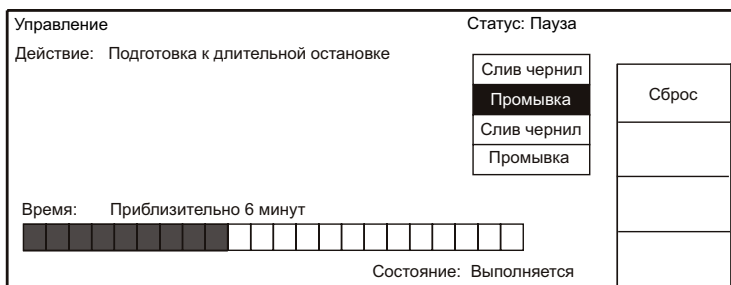 Управление
Статус: Пауза
Действие: Подготовка к длительной остановке
Слив чернил
Промывка
Слив чернил
Промывка
Сброс
Время: Приблизительно 6 минут
Состояние: Выполняется